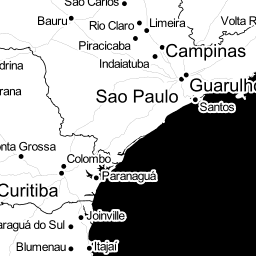 Sao Carlos
Bauru
Rio Claro
Limeira
Volta R
Piracicaba
Campinas
Indaiatuba
drina
Guarulho
rana
Sao Paulo
Santos
nta Grossa
Colombo
Paranaguá
Curitiba
Joinville
araguá do Sul
Blumenau
Itajaí